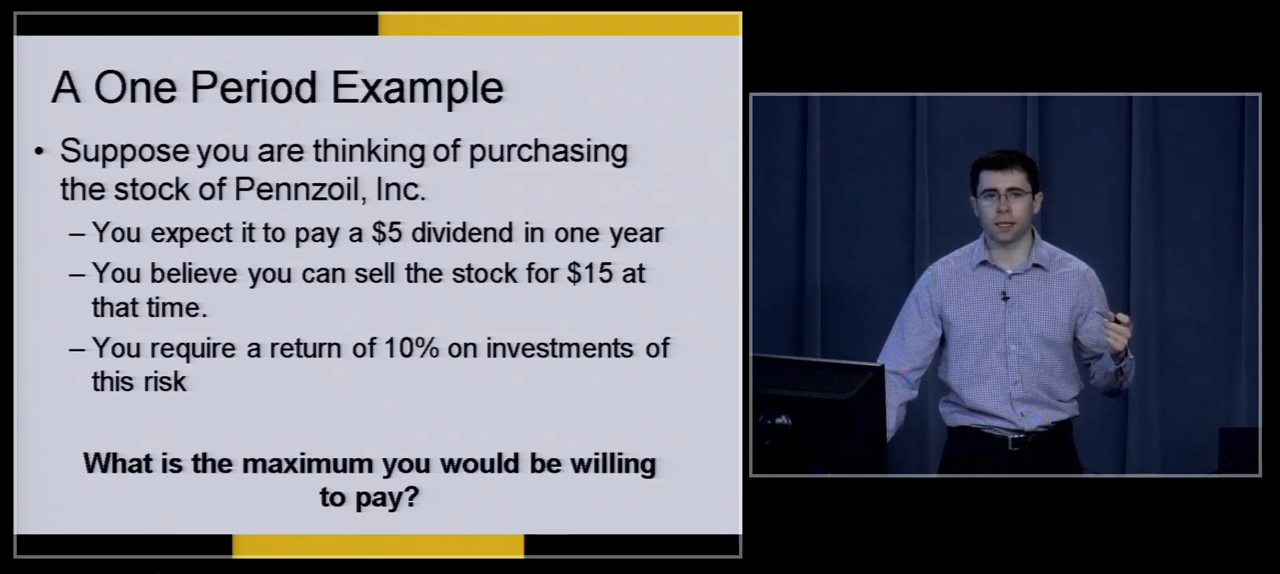 A One Period Example
• Suppose you are thinking of purchasing
the stock of Pennzoil, Inc.
– You expect it to pay a $5 dividend in one year
– You believe you can sell the stock for $15 at
that time.
– You require a return of 10% on investments of
this risk
What is the maximum you would be willing
to pay?